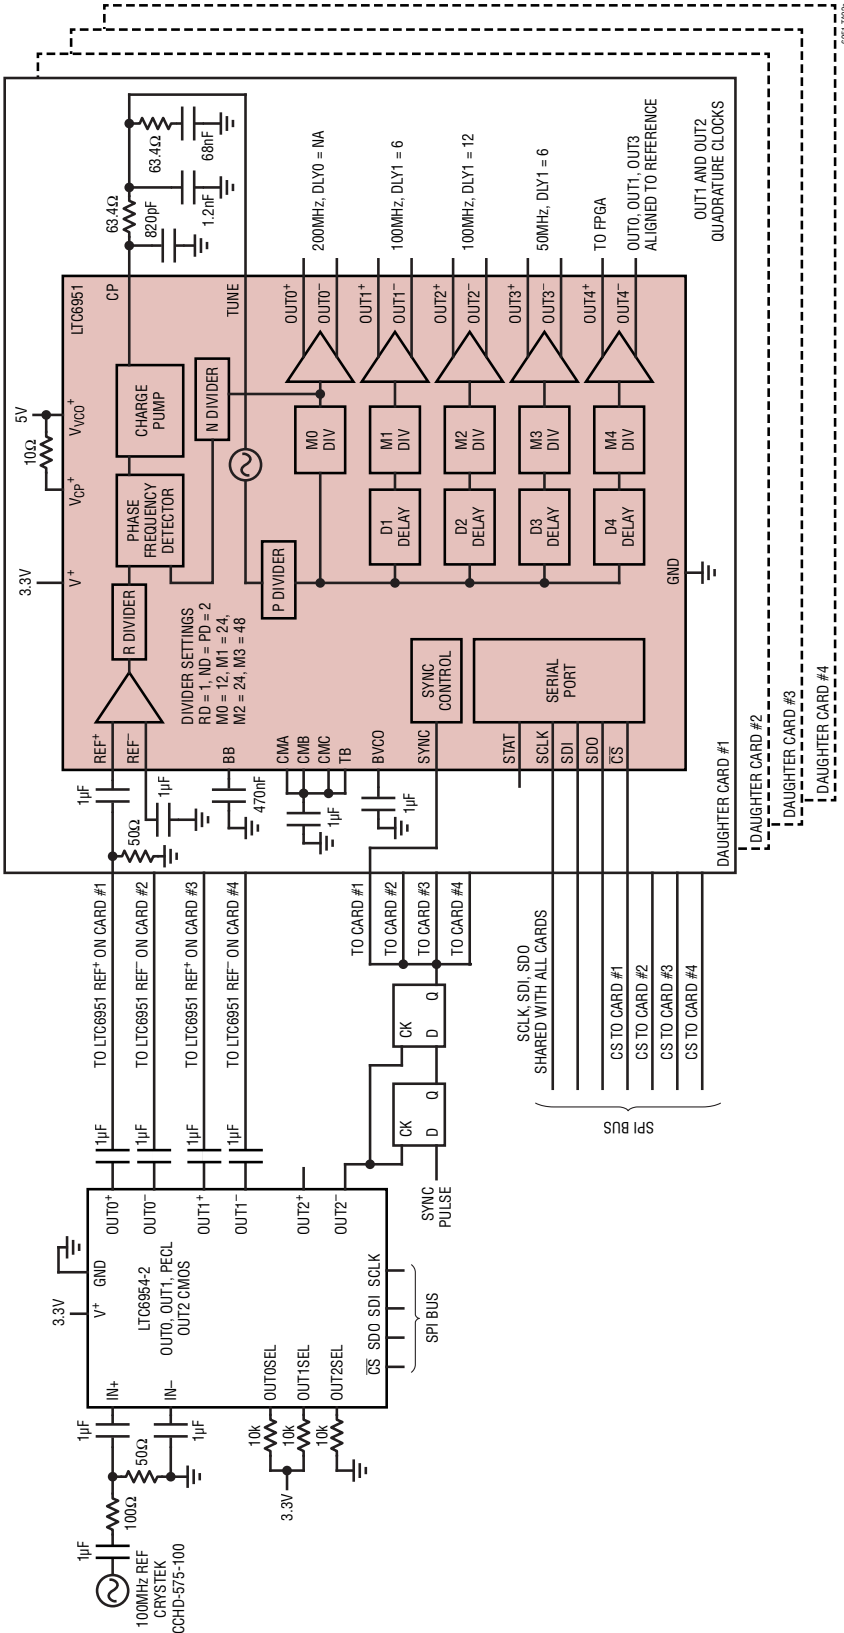 100MHz REF
CRYSTEK
CCHD-575-100
1µF
100Ω
50Ω
1µF
1µF
3.3V
V+
GND
IN+
IN–
LTC6954-2
OUT0, OUT1, PECL
OUT2 CMOS
OUT0SEL
OUT1SEL
OUT2SEL
10k
10k
10k
3.3V
CS SDO SDI SCLK
SPI BUS
OUT0+
OUT0–
OUT1+
OUT1–
OUT2+
OUT2–
1µF
1µF
1µF
1µF
TO LTC6951 REF+ ON CARD #1
TO LTC6951 REF– ON CARD #2
TO LTC6951 REF+ ON CARD #3
TO LTC6951 REF– ON CARD #4
SYNC
PULSE
CK
D
Q
CK
D
Q
TO CARD #1
TO CARD #2
TO CARD #3
TO CARD #4
SCLK, SDI, SDO
SHARED WITH ALL CARDS
CS TO CARD #1
CS TO CARD #2
CS TO CARD #3
CS TO CARD #4
SPI BUS
1µF
50Ω
1µF
470nF
1µF
1µF
REF+
REF–
BB
CMA
CMB
CMC
TB
BVCO
SYNC
STAT
SCLK
SDI
SDO
CS
3.3V
V+
10Ω
5V
VCP+
VVCO+
LTC6951
R DIVIDER
PHASE
FREQUENCY
DETECTOR
CHARGE
PUMP
N DIVIDER
P DIVIDER
DIVIDER SETTINGS
RD = 1, ND = PD = 2
M0 = 12, M1 = 24,
M2 = 24, M3 = 48
SYNC
CONTROL
SERIAL
PORT
M0
DIV
D1
DELAY
M1
DIV
D2
DELAY
M2
DIV
D3
DELAY
M3
DIV
D4
DELAY
M4
DIV
GND
CP
TUNE
63.4Ω
820pF
1.2nF
63.4Ω
68nF
OUT0+
OUT0–
OUT1+
OUT1–
OUT2+
OUT2–
OUT3+
OUT3–
OUT4+
OUT4–
200MHz, DLY0 = NA
100MHz, DLY1 = 6
100MHz, DLY1 = 12
50MHz, DLY1 = 6
TO FPGA
OUT0, OUT1, OUT3
ALIGNED TO REFERENCE
OUT1 AND OUT2
QUADRATURE CLOCKS
DAUGHTER CARD #1
DAUGHTER CARD #2
DAUGHTER CARD #3
DAUGHTER CARD #4